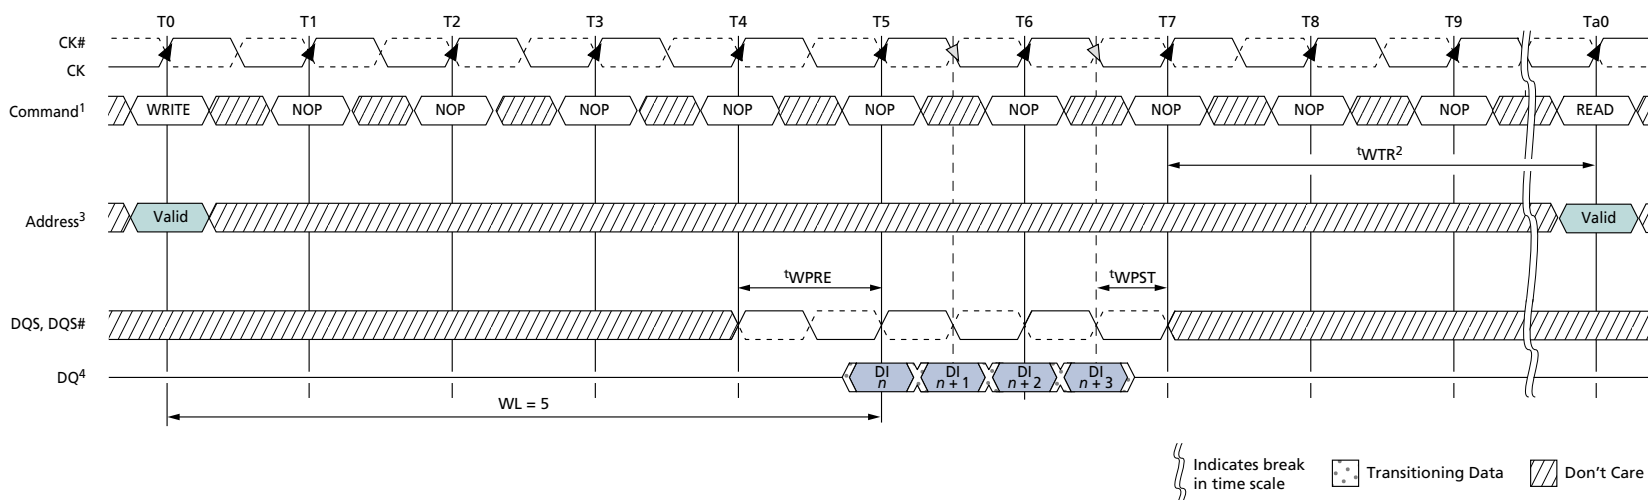 T0 T1 T2 T3 T4 T5 T6 T7 T8 T9 Ta0
CK#
CK
Command1 WRITE NOP NOP NOP NOP NOP NOP NOP NOP NOP READ
tWTR2
Address3 Valid Valid
tWPRE tWPST
DQS, DQS#
DQ4
DI n
DI n + 1
DI n + 2
DI n + 3
WL = 5
Indicates break
in time scale
Transitioning Data
Don't Care